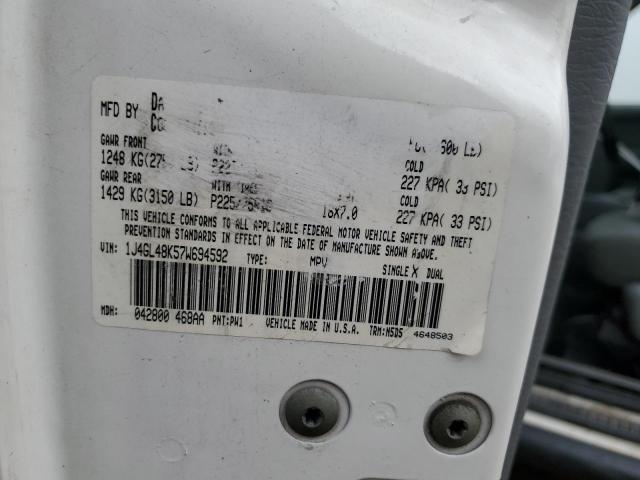 MFD BY
GAWR FRONT COLD
1248 KG 227 KPA( PSI)
GAWR REAR WITH COLD
1429 KG(3150 LB) 16X7.0 227 KPA( 33 PSI)
THIS VEHICLE CONFORMS TO ALL APPLICABLE FEDERAL MOTOR VEHICLE SAFETY AND THEFT
PREVENTION STANDARDS IN EFFECT ON THE DATE OF MANUFACTURE SHOWN ABOVE.
VIN: 1J4GL48K57W694592 TYPE: MPV SINGLE X DUAL
MDH: 042800 468AA PNT:PW1 VEHICLE MADE IN U.S.A. TRM:M5D5 4648503